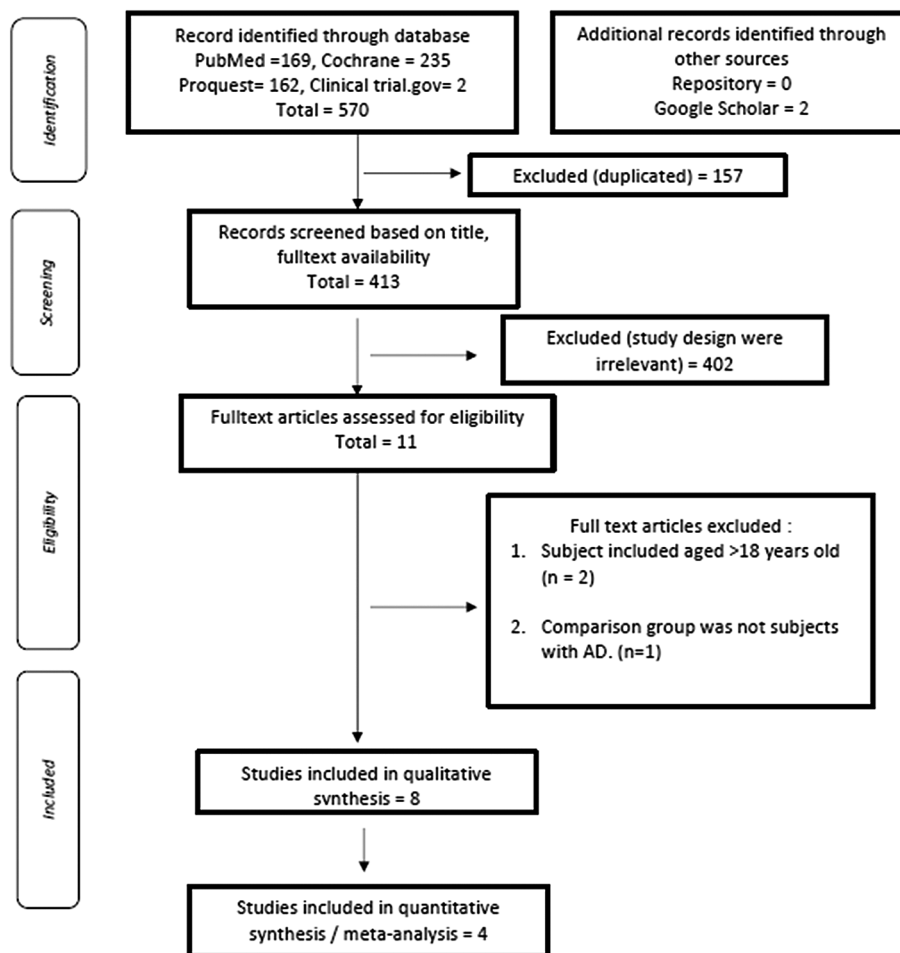 Identification
Record identified through database
PubMed =169, Cochrane = 235
Proquest= 162, Clinical trial.gov= 2
Total = 570
Additional records identified through
other sources
Repository = 0
Google Scholar = 2
Excluded (duplicated) = 157
Screening
Records screened based on title,
fulltext availability
Total = 413
Excluded (study design were
irrelevant) = 402
Eligibility
Fulltext articles assessed for eligibility
Total = 11
Full text articles excluded :
1. Subject included aged >18 years old
(n = 2)
2. Comparison group was not subjects
with AD. (n=1)
Included
Studies included in qualitative
synthesis = 8
Studies included in quantitative
synthesis / meta-analysis = 4